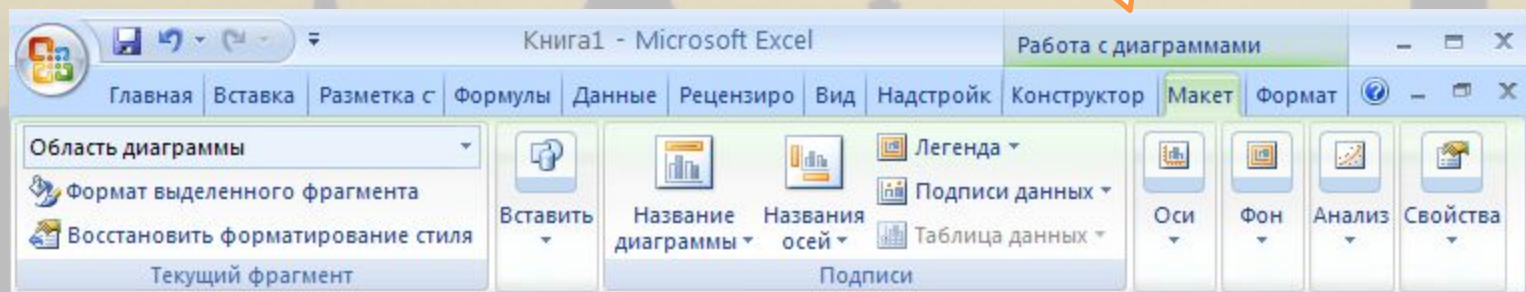 Книга1 - Microsoft Excel
Работа с диаграммами
Главная Вставка Разметка с Формулы Данные Рецензиро Вид Надстройк Конструктор Макет Формат
Область диаграммы
Формат выделенного фрагмента
Восстановить форматирование стиля
Текущий фрагмент
Вставить
Название диаграммы
Названия осей
Легенда
Подписи данных
Таблица данных
Подписи
Оси
Фон
Анализ
Свойства